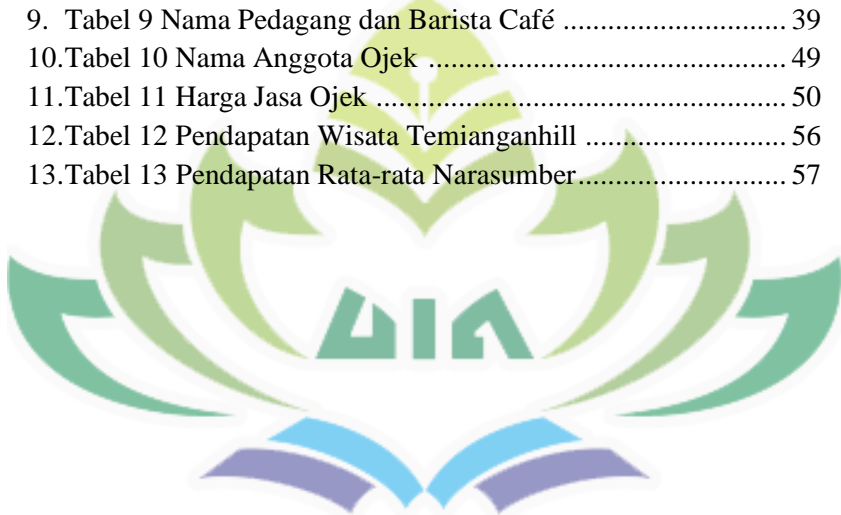 9. Tabel 9 Nama Pedagang dan Barista Café .............................. 39
10.Tabel 10 Nama Anggota Ojek ................................................ 49
11.Tabel 11 Harga Jasa Ojek ....................................................... 50
12.Tabel 12 Pendapatan Wisata Temianganhill ........................... 56
13.Tabel 13 Pendapatan Rata-rata Narasumber............................ 57
UIN